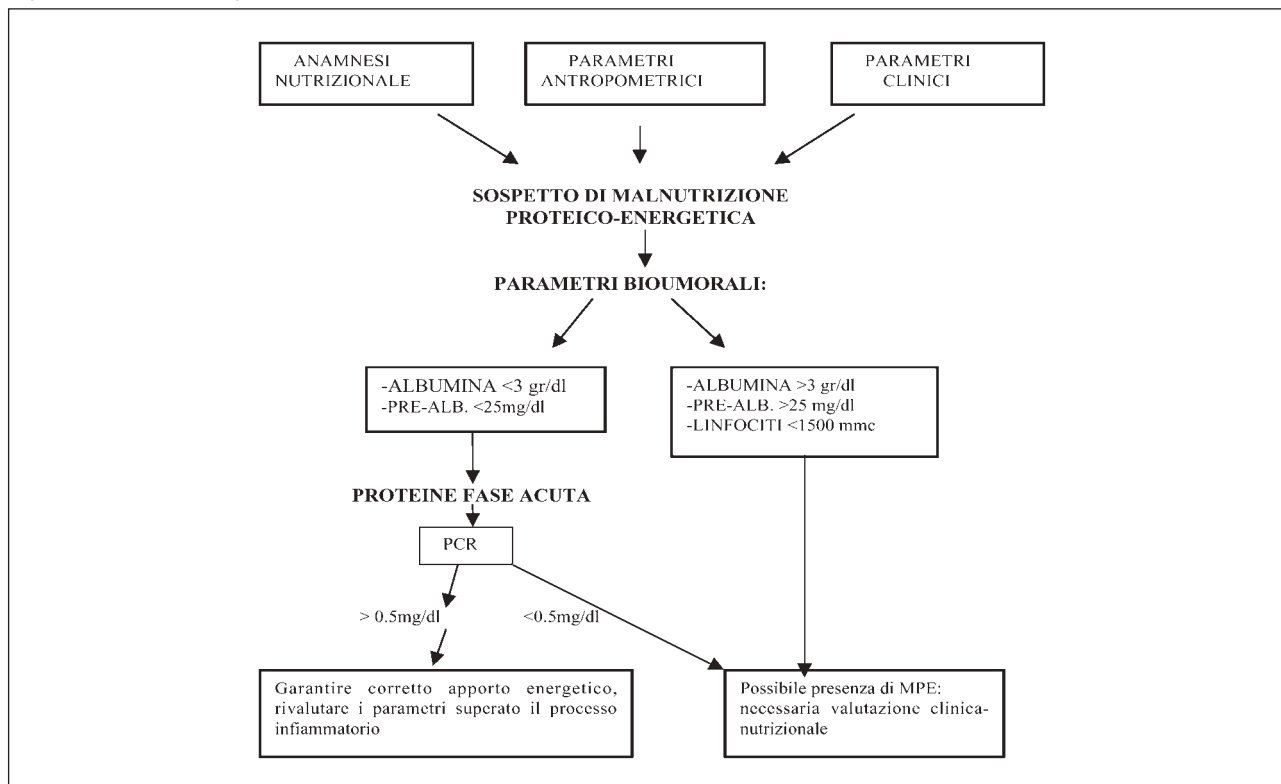 ANAMNESI
NUTRIZIONALE
PARAMETRI
ANTROPOMETRICI
PARAMETRI
CLINICI
SOSPETTO DI MALNUTRIZIONE
PROTEICO-ENERGETICA
PARAMETRI BIOUMORALI:
-ALBUMINA <3 gr/dl
-PRE-ALB. <25mg/dl
-ALBUMINA >3 gr/dl
-PRE-ALB. >25 mg/dl
-LINFOCITI <1500 mmc
PROTEINE FASE ACUTA
PCR
> 0.5mg/dl
<0.5mg/dl
Garantire corretto apporto energetico,
rivalutare i parametri superato il processo
infiammatorio
Possibile presenza di MPE:
necessaria valutazione clinica-
nutrizionale